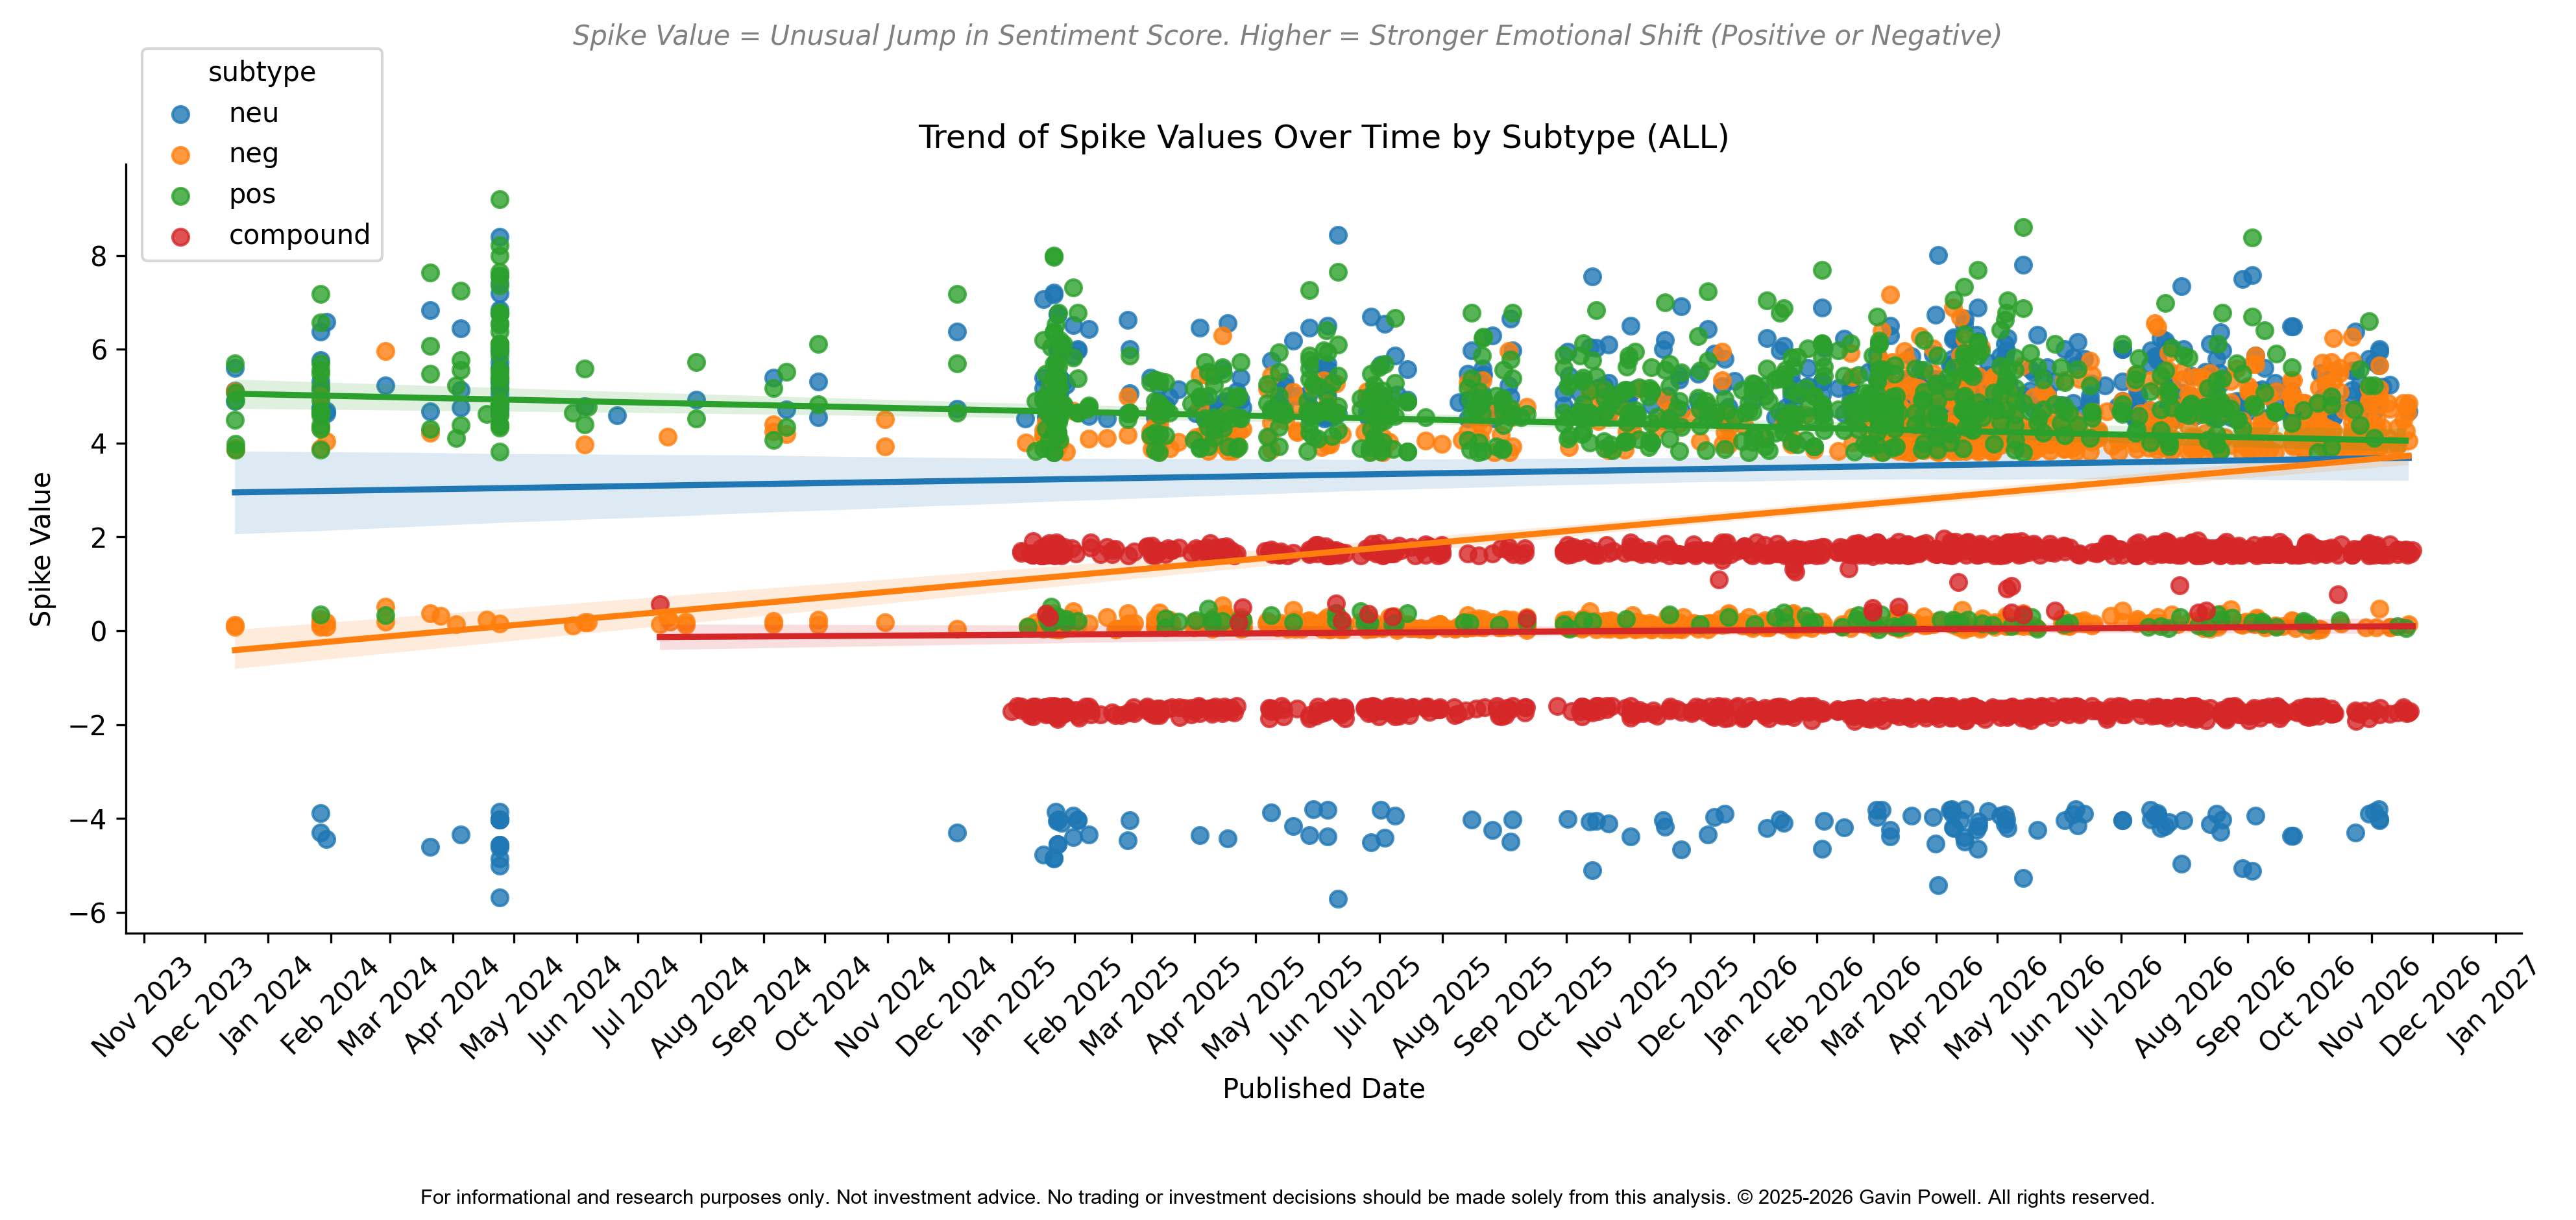 Spike Value = Unusual Jump in Sentiment Score. Higher = Stronger Emotional Shift (Positive or Negative)
subtype
neu
neg
pos
compound
Trend of Spike Values Over Time by Subtype (ALL)
Spike Value
8
6
4
2
0
−2
−4
−6
Nov 2023
Dec 2023
Jan 2024
Feb 2024
Mar 2024
Apr 2024
May 2024
Jun 2024
Jul 2024
Aug 2024
Sep 2024
Oct 2024
Nov 2024
Dec 2024
Jan 2025
Feb 2025
Mar 2025
Apr 2025
May 2025
Jun 2025
Jul 2025
Aug 2025
Sep 2025
Oct 2025
Nov 2025
Dec 2025
Jan 2026
Feb 2026
Mar 2026
Apr 2026
May 2026
Jun 2026
Jul 2026
Aug 2026
Sep 2026
Oct 2026
Nov 2026
Dec 2026
Jan 2027
Published Date
For informational and research purposes only. Not investment advice. No trading or investment decisions should be made solely from this analysis. © 2025-2026 Gavin Powell. All rights reserved.